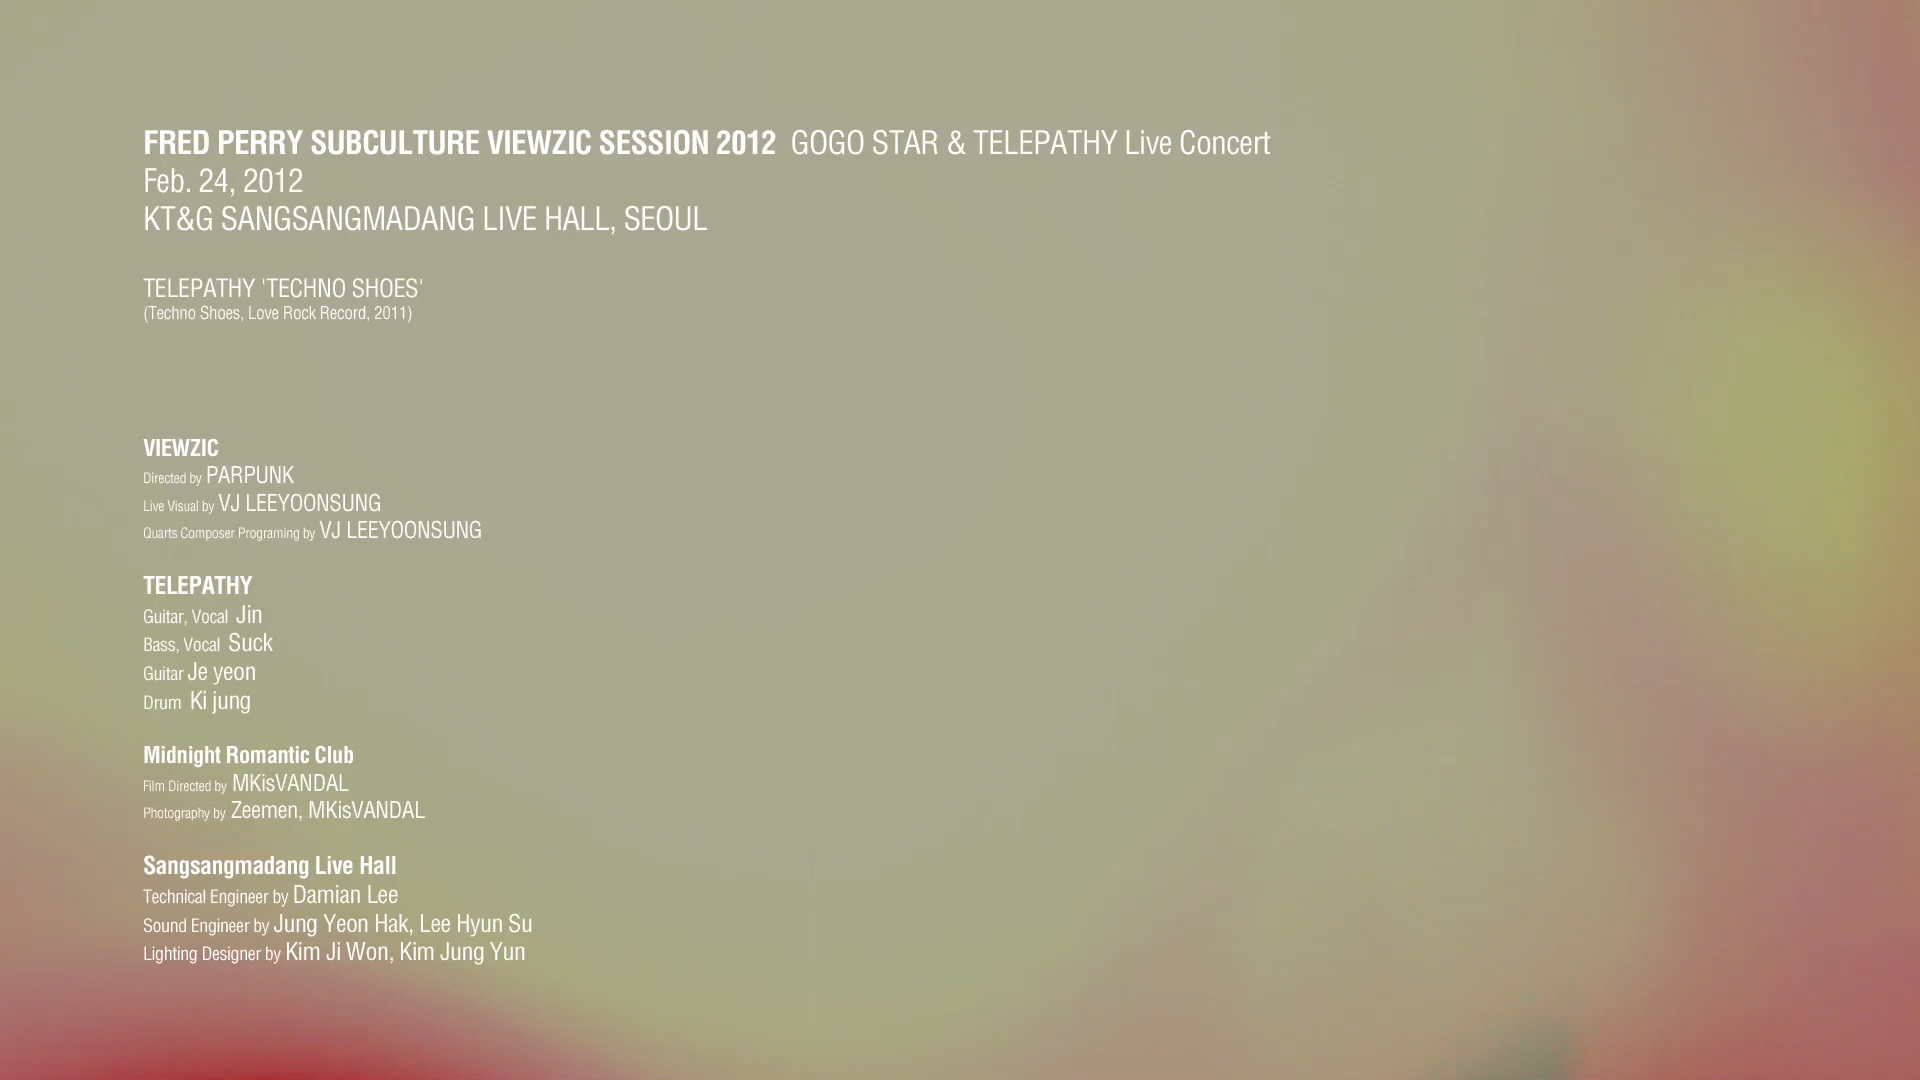 FRED PERRY SUBCULTURE VIEWZIC SESSION 2012 GOGO STAR & TELEPATHY Live Concert
Feb. 24, 2012
KT&G SANGSANGMADANG LIVE HALL, SEOUL
TELEPATHY 'TECHNO SHOES'
(Techno Shoes, Love Rock Record, 2011)
VIEWZIC
Directed by PARPUNK
Live Visual by VJ LEEYOONSUNG
Quarts Composer Programing by VJ LEEYOONSUNG
TELEPATHY
Guitar, Vocal Jin
Bass, Vocal Suck
Guitar Je yeon
Drum Ki jung
Midnight Romantic Club
Film Directed by MKisVANDAL
Photography by Zeemen, MKisVANDAL
Sangsangmadang Live Hall
Technical Engineer by Damian Lee
Sound Engineer by Jung Yeon Hak, Lee Hyun Su
Lighting Designer by Kim Ji Won, Kim Jung Yun